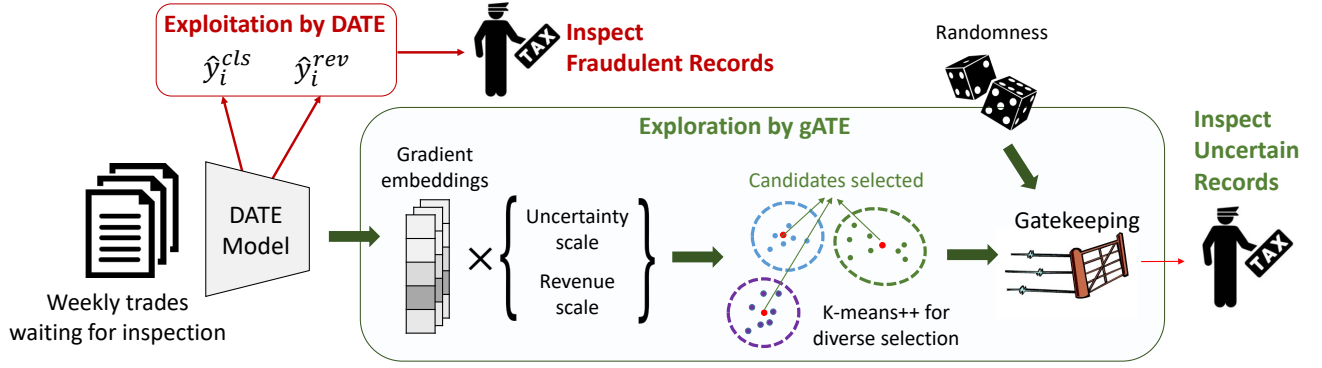 Exploitation by DATE
ŷ_i^{cls} ŷ_i^{rev}
TAX
Inspect
Fraudulent Records
Randomness
Exploration by gATE
Inspect
Uncertain
Records
Gradient
embeddings
DATE
Model
×
Uncertainty
scale
Revenue
scale
Candidates selected
Gatekeeping
TAX
Weekly trades
waiting for inspection
K-means++ for
diverse selection